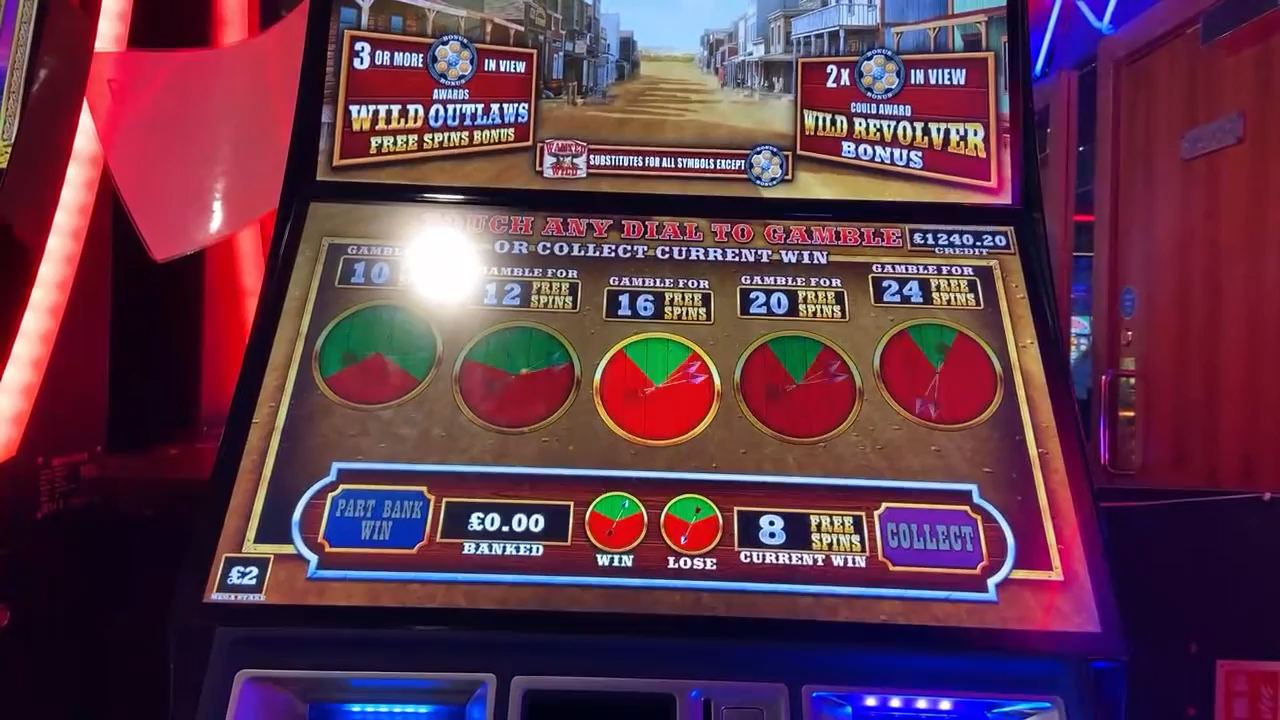 3 OR MORE BONUS BONUS IN VIEW
AWARDS
WILD OUTLAWS
FREE SPINS BONUS
2X BONUS BONUS IN VIEW
COULD AWARD
WILD REVOLVER
BONUS
WANTED
WILD
SUBSTITUTES FOR ALL SYMBOLS EXCEPT
TOUCH ANY DIAL TO GAMBLE
OR COLLECT CURRENT WIN
£1240.20
CREDIT
GAMBLE
10
GAMBLE FOR
12 FREE SPINS
GAMBLE FOR
16 FREE SPINS
GAMBLE FOR
20 FREE SPINS
GAMBLE FOR
24 FREE SPINS
PART BANK
WIN
£0.00
BANKED
WIN
LOSE
8 FREE SPINS
CURRENT WIN
COLLECT
£2
MEGA STAKE